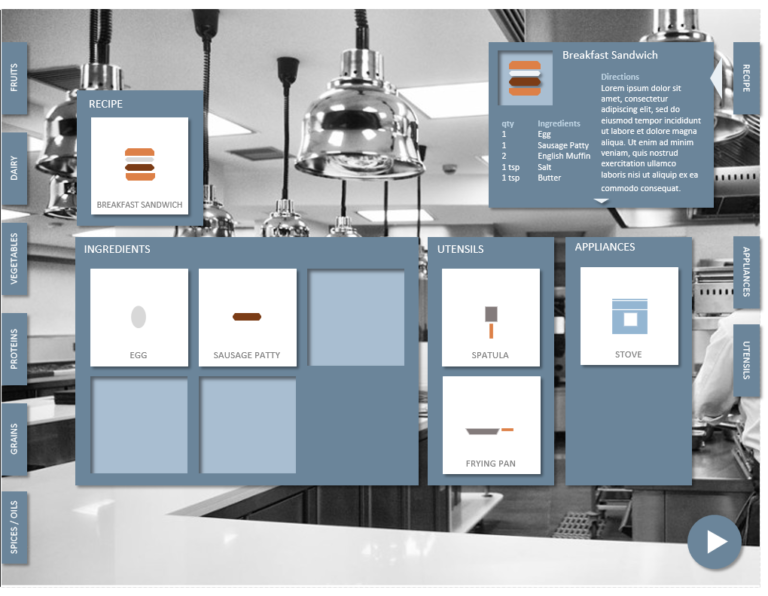 FRUITS
DAIRY
VEGETABLES
PROTEINS
GRAINS
SPICES / OILS
RECIPE
BREAKFAST SANDWICH
Breakfast Sandwich
qty Ingredients
1 Egg
1 Sausage Patty
2 English Muffin
1 tsp Salt
1 tsp Butter
Directions
Lorem ipsum dolor sit
amet, consectetur
adipiscing elit, sed do
eiusmod tempor incididunt
ut labore et dolore magna
aliqua. Ut enim ad minim
veniam, quis nostrud
exercitation ullamco
laboris nisi ut aliquip ex ea
commodo consequat.
RECIPE
INGREDIENTS
EGG
SAUSAGE PATTY
UTENSILS
SPATULA
FRYING PAN
APPLIANCES
STOVE
APPLIANCES
UTENSILS